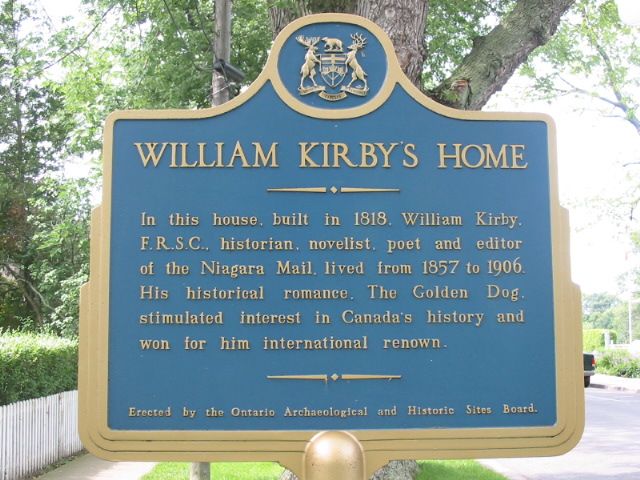 WILLIAM KIRBY'S HOME
In this house, built in 1818, William Kirby,
F.R.S.C., historian, novelist, poet and editor
of the Niagara Mail, lived from 1857 to 1906.
His historical romance, The Golden Dog,
stimulated interest in Canada's history and
won for him international renown.
Erected by the Ontario Archaeological and Historic Sites Board.